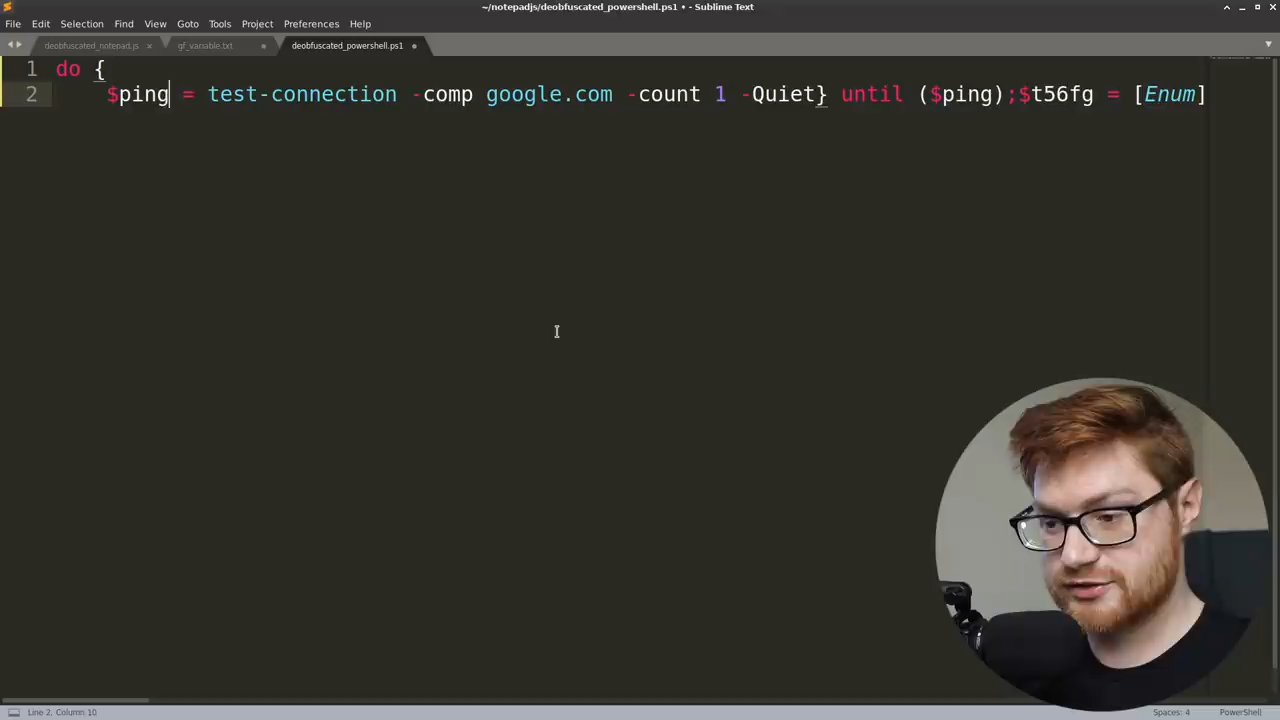 ~/notepadjs/deobfuscated_powershell.ps1 • - Sublime Text
File Edit Selection Find View Goto Tools Project Preferences Help
deobfuscated_notepad.js × gf_variable.txt • deobfuscated_powershell.ps1 •
1 do {
2 $ping = test-connection -comp google.com -count 1 -Quiet} until ($ping);$t56fg = [Enum]
Line 2, Column 10 Spaces: 4 PowerShell